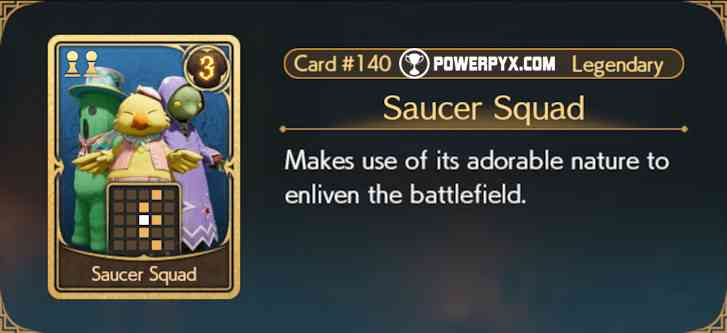 3
Saucer Squad
Card #140 POWERPYX.COM Legendary
Saucer Squad
Makes use of its adorable nature to
enliven the battlefield.